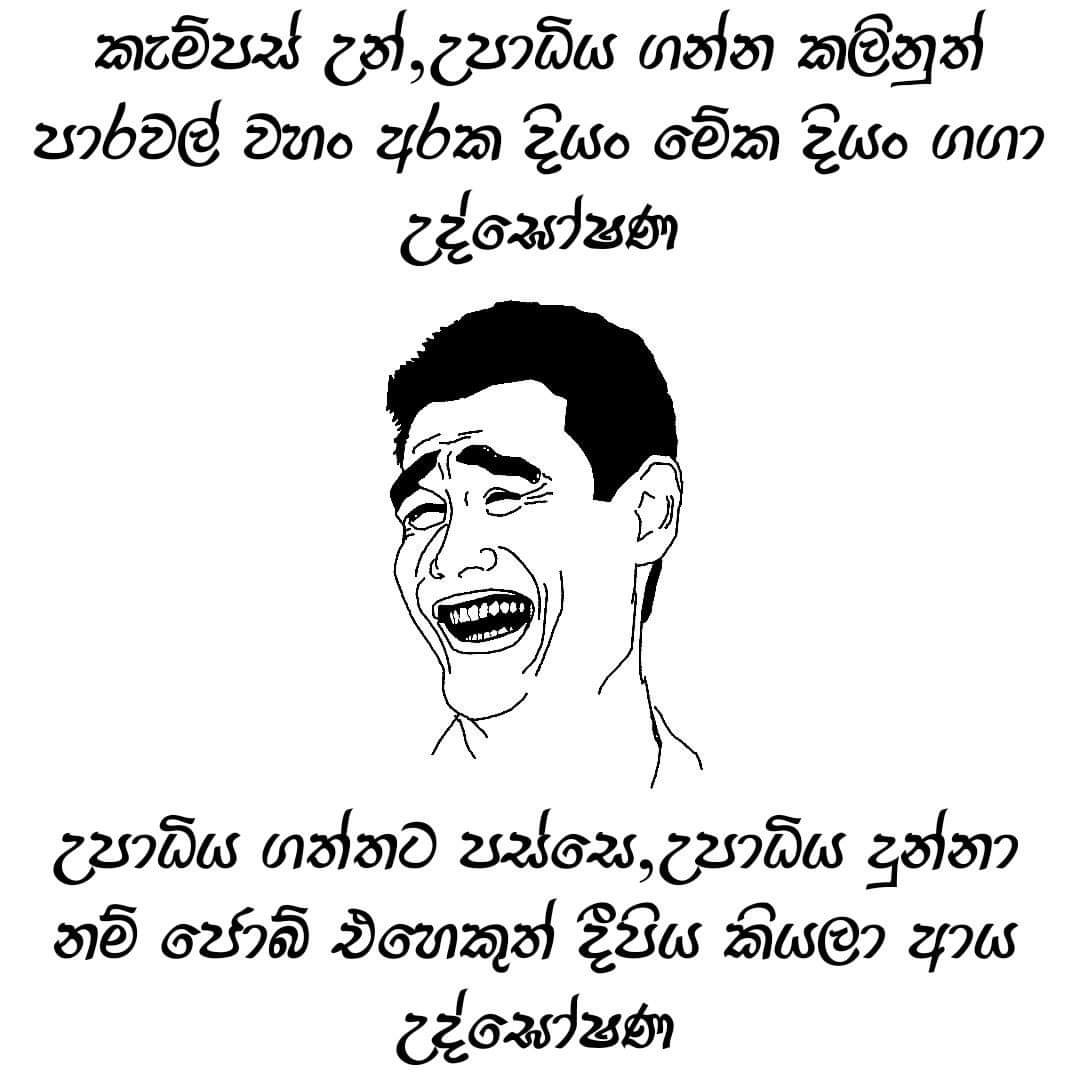 කැම්පස් උන්,උපාධිය ගන්න කලිනුත්
පාරවල් වහං අරක දියං මේක දියං ගගා
උද්ඝෝෂණ
උපාධිය ගත්තට පස්සෙ,උපාධිය දුන්නා
නම් ජොබ් එහෙකුත් දීපිය කියලා ආය
උද්ඝෝෂණ